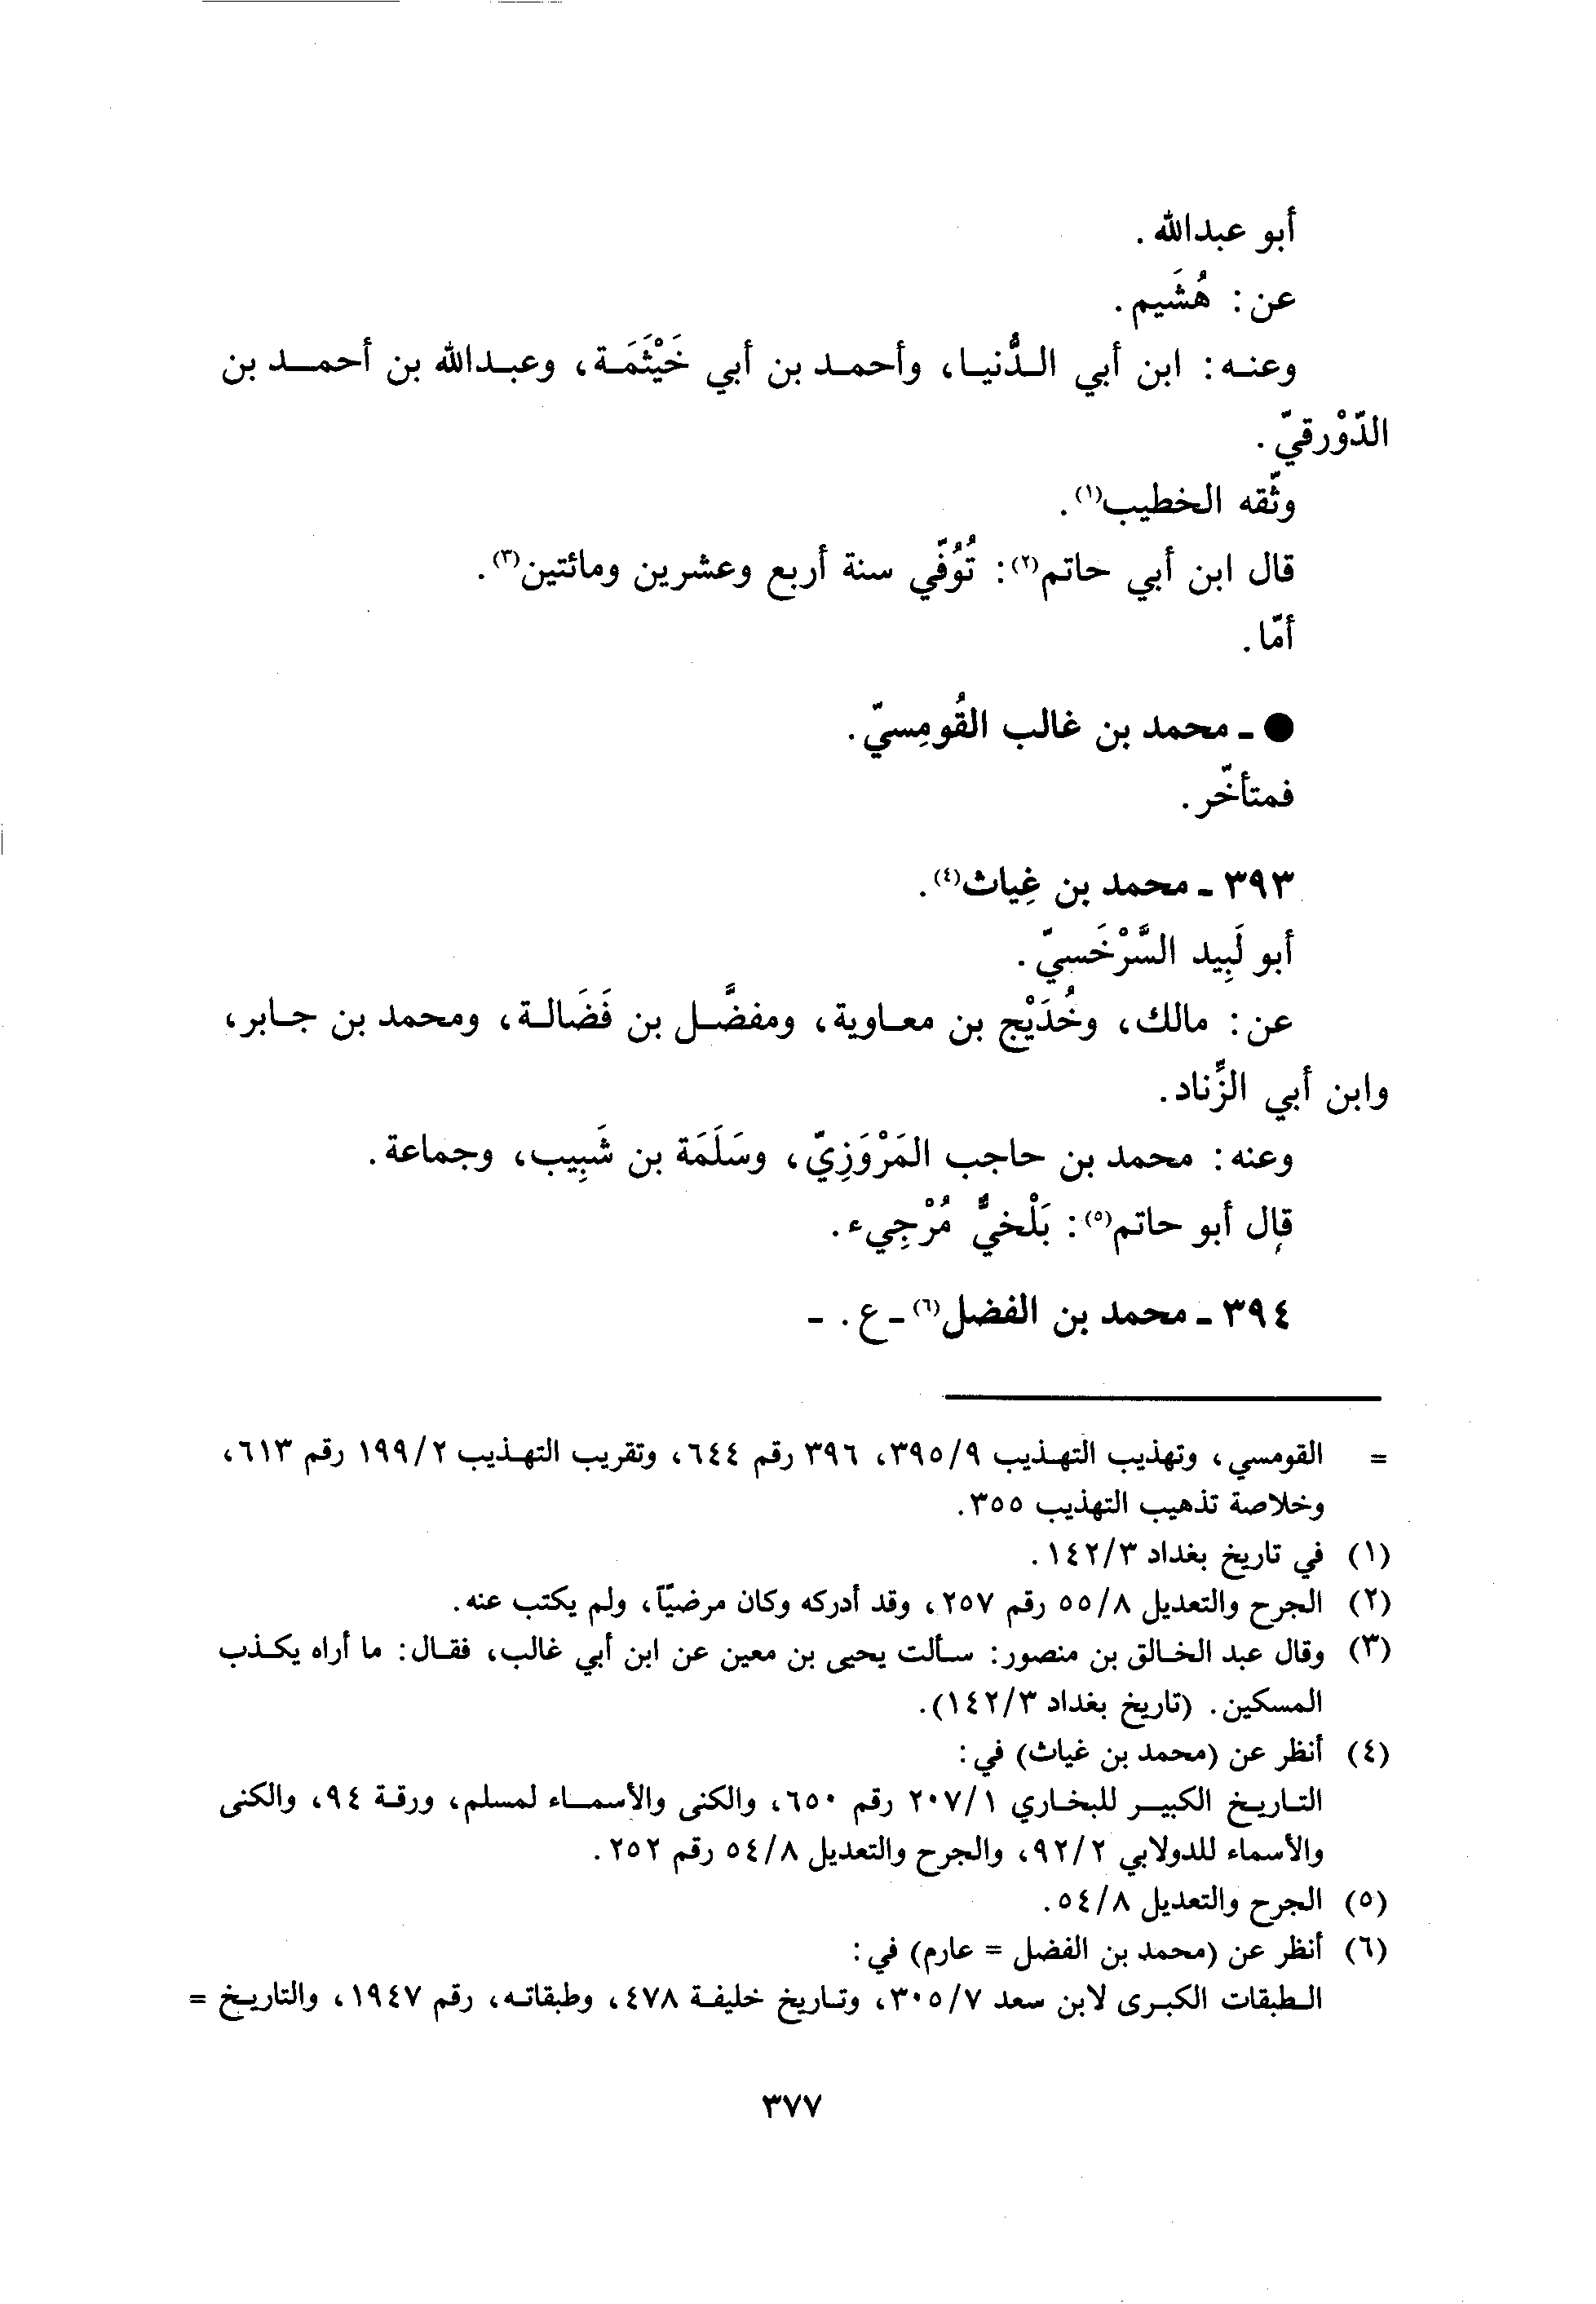 أبو عبدالله.
عن: هُشَيم.
وعنه: ابن أبي الدُّنيا، وأحمد بن أبي خَيْثَمَة، وعبدالله بن أحمد بن
الدّوْرقيّ.
وثّقه الخطيب(١).
قال ابن أبي حاتم(٢): تُوُفّي سنة أربع وعشرين ومائتين(٣).
أمّا.
● ـ محمد بن غالب القُومِسيّ.
فمتأخّر.
٣٩٣ ـ محمد بن غِياث(٤).
أبو لَبِيد السَّرْخَسيّ.
عن: مالك، وخُدَيْج بن معاوية، ومفضَّل بن فَضَالة، ومحمد بن جابر،
وابن أبي الزِّناد.
وعنه: محمد بن حاجب المَرْوَزِيّ، وسَلَمَة بن شَبِيب، وجماعة.
قال أبو حاتم(٥): بَلْخيٌّ مُرْجِيء.
٣٩٤ ـ محمد بن الفضل(٦) ـ ع. ـ
= القومسي، وتهذيب التهذيب ٣٩٥/٩، ٣٩٦ رقم ٦٤٤، وتقريب التهذيب ١٩٩/٢ رقم ٦١٣،
وخلاصة تذهيب التهذيب ٣٥٥.
(١) في تاريخ بغداد ١٤٢/٣.
(٢) الجرح والتعديل ٥٥/٨ رقم ٢٥٧، وقد أدركه وكان مرضيّاً، ولم يكتب عنه.
(٣) وقال عبد الخالق بن منصور: سألت يحيى بن معين عن ابن أبي غالب، فقال: ما أراه يكذب
المسكين. (تاريخ بغداد ١٤٢/٣).
(٤) أنظر عن (محمد بن غياث) في:
التاريخ الكبير للبخاري ٢٠٧/١ رقم ٦٥٠، والكنى والأسماء لمسلم، ورقة ٩٤، والكنى
والأسماء للدولابي ٩٢/٢، والجرح والتعديل ٥٤/٨ رقم ٢٥٢.
(٥) الجرح والتعديل ٥٤/٨.
(٦) أنظر عن (محمد بن الفضل = عارم) في:
الطبقات الكبرى لابن سعد ٣٠٥/٧، وتاريخ خليفة ٤٧٨، وطبقاته، رقم ١٩٤٧، والتاريخ =
٣٧٧